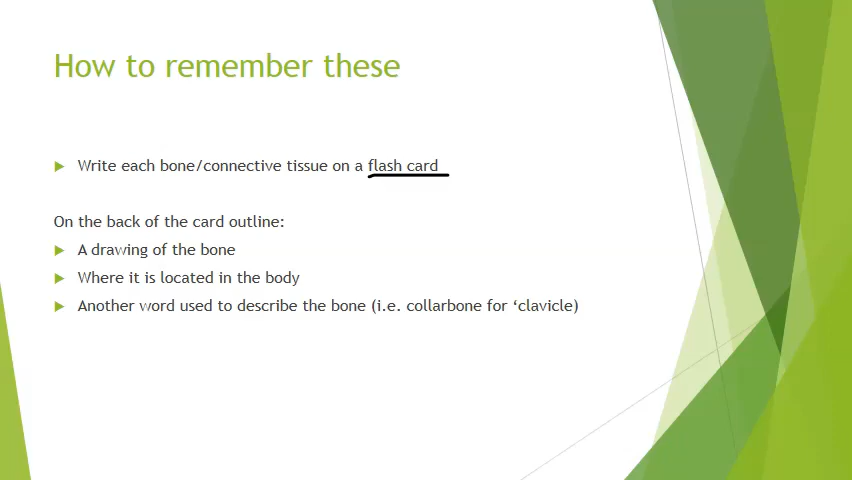 How to remember these
Write each bone/connective tissue on a flash card
On the back of the card outline:
A drawing of the bone
Where it is located in the body
Another word used to describe the bone (i.e. collarbone for ‘clavicle)